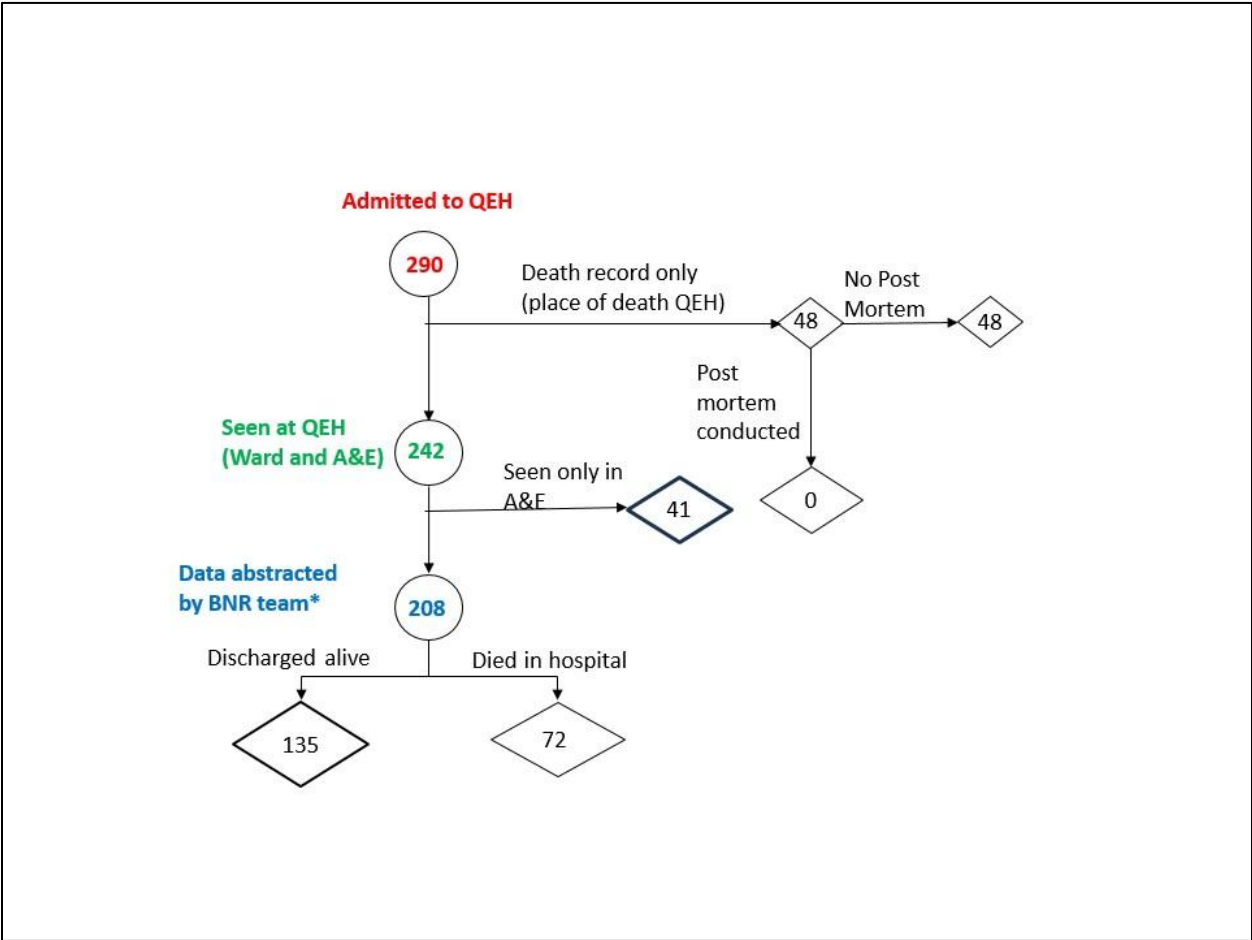 Admitted to QEH
290
Death record only
(place of death QEH)
48
No Post
Mortem
48
Post
mortem
conducted
0
Seen at QEH
(Ward and A&E)
242
Seen only in
A&E
41
Data abstracted
by BNR team*
208
Discharged alive
Died in hospital
135
72